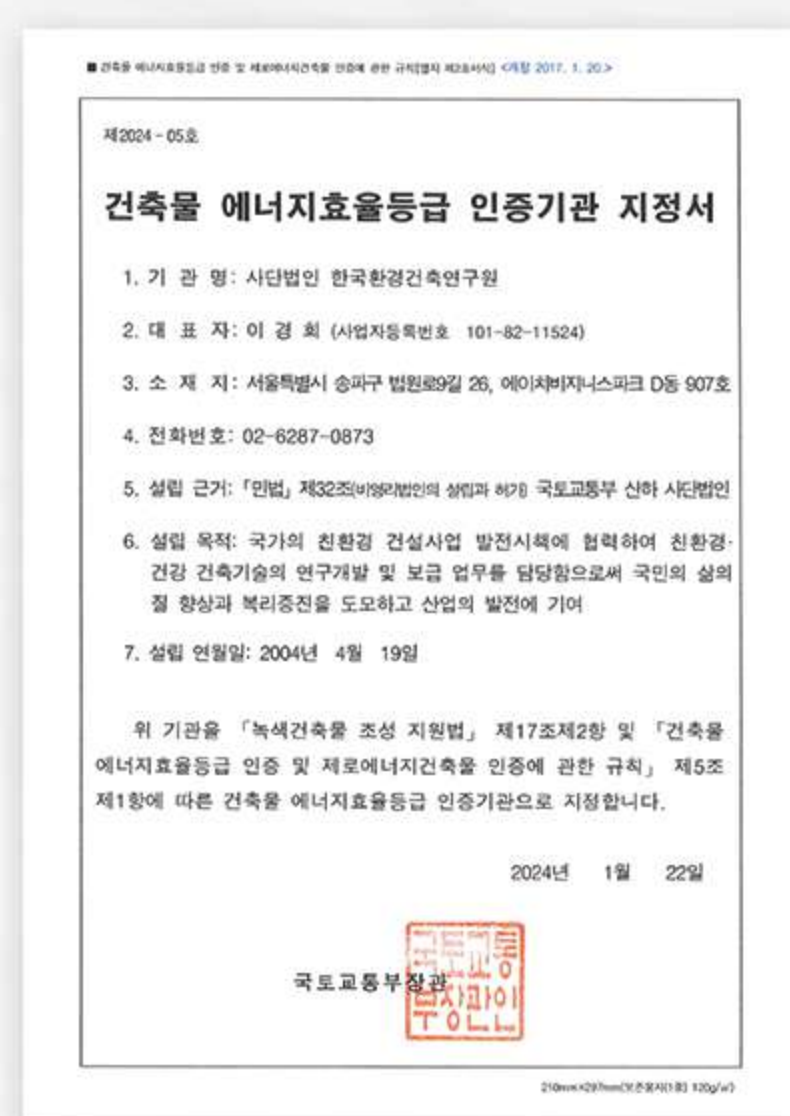 ■ 건축물 에너지효율등급 인증 및 제로에너지건축물 인증에 관한 규칙[별지 제2호서식] <개정 2017. 1. 20.>
제2024-05호
건축물 에너지효율등급 인증기관 지정서
1. 기 관 명: 사단법인 한국환경건축연구원
2. 대 표 자: 이 경 희 (사업자등록번호 101-82-11524)
3. 소 재 지: 서울특별시 송파구 법원로9길 26, 에이치비지니스파크 D동 907호
4. 전화번호: 02-6287-0873
5. 설립 근거: 「민법」 제32조(비영리법인의 설립과 허가) 국토교통부 산하 사단법인
6. 설립 목적: 국가의 친환경 건설사업 발전시책에 협력하여 친환경·
건강 건축기술의 연구개발 및 보급 업무를 담당함으로써 국민의 삶의
질 향상과 복리증진을 도모하고 산업의 발전에 기여
7. 설립 연월일: 2004년 4월 19일
위 기관을 「녹색건축물 조성 지원법」 제17조제2항 및 「건축물
에너지효율등급 인증 및 제로에너지건축물 인증에 관한 규칙」 제5조
제1항에 따른 건축물 에너지효율등급 인증기관으로 지정합니다.
2024년 1월 22일
국토교통부장관
국토교통
부장관인
210mm×297mm[보존용지(1종) 120g/㎡]